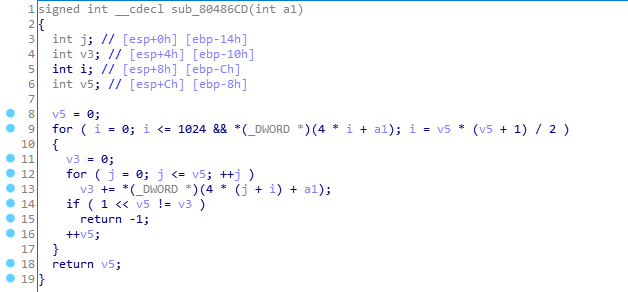 1 signed int __cdecl sub_80486CD(int a1)
2 {
3   int j; // [esp+0h] [ebp-14h]
4   int v3; // [esp+4h] [ebp-10h]
5   int i; // [esp+8h] [ebp-Ch]
6   int v5; // [esp+Ch] [ebp-8h]
7
8   v5 = 0;
9   for ( i = 0; i <= 1024 && *(_DWORD *)(4 * i + a1); i = v5 * (v5 + 1) / 2 )
10   {
11     v3 = 0;
12     for ( j = 0; j <= v5; ++j )
13       v3 += *(_DWORD *)(4 * (j + i) + a1);
14     if ( 1 << v5 != v3 )
15       return -1;
16     ++v5;
17   }
18   return v5;
19 }